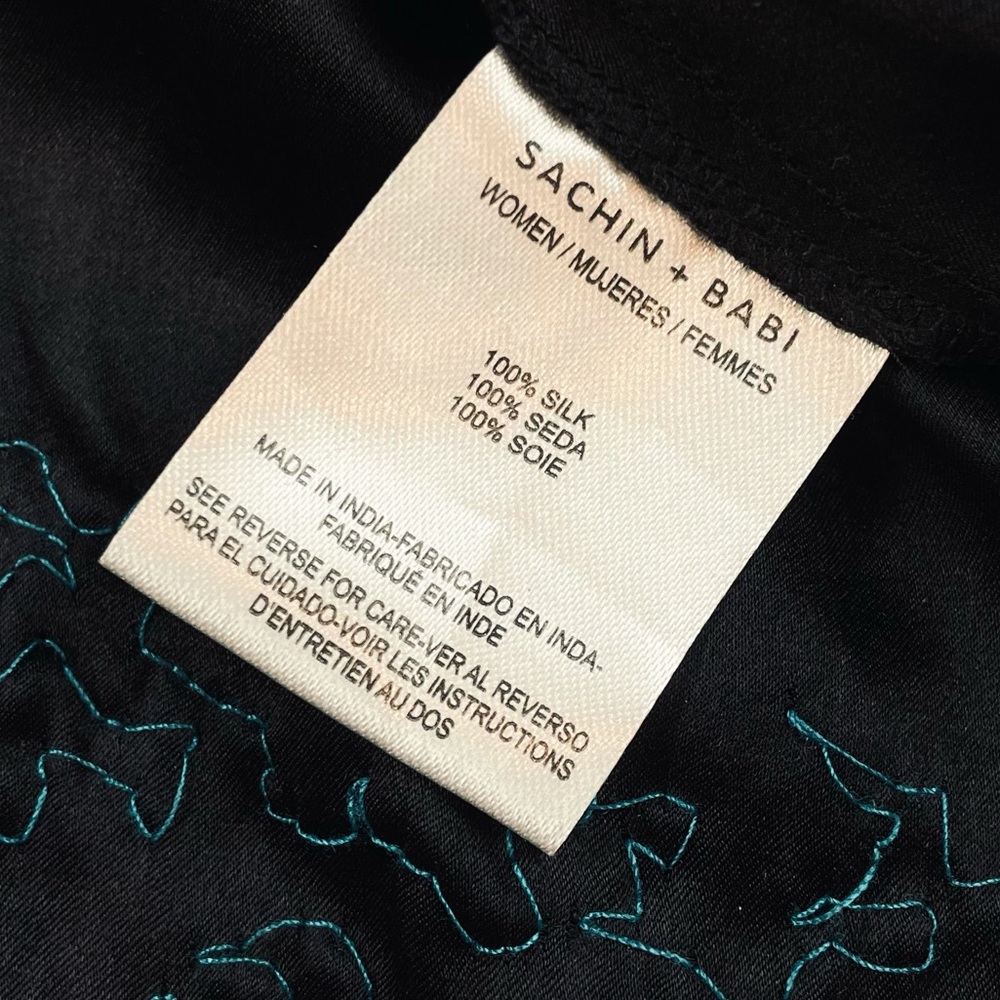 SACHIN + BABI
WOMEN / MUJERES / FEMMES
100% SILK
100% SEDA
100% SOIE
MADE IN INDIA-FABRICADO EN INDA-
FABRIQUÉ EN INDE
SEE REVERSE FOR CARE-VER AL REVERSO
PARA EL CUIDADO-VOIR LES INSTRUCTIONS
D'ENTRETIEN AU DOS